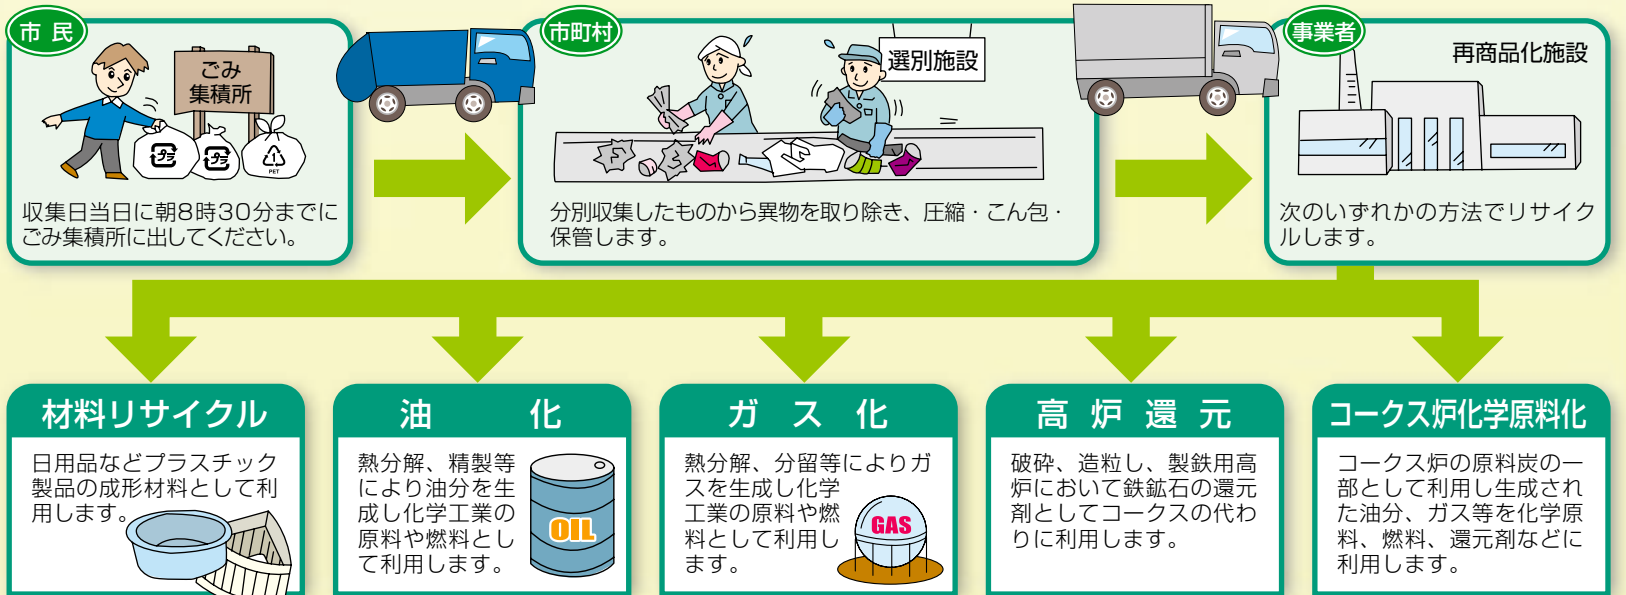 市民
ごみ
集積所
プラ
プラ
1
PET
収集日当日に朝8時30分までに
ごみ集積所に出してください。
市町村
選別施設
分別収集したものから異物を取り除き、圧縮・こん包・
保管します。
事業者
再商品化施設
次のいずれかの方法でリサイク
ルします。
材料リサイクル
日用品などプラスチック
製品の成形材料として利
用します。
油化
熱分解、精製等
により油分を生
成し化学工業の
原料や燃料とし
て利用します。
OIL
ガス化
熱分解、分留等によりガ
スを生成し化学
工業の原料や燃
料として利用し
ます。
GAS
高炉還元
破砕、造粒し、製鉄用高
炉において鉄鉱石の還元
剤としてコークスの代わ
りに利用します。
コークス炉化学原料化
コークス炉の原料炭の一
部として利用し生成され
た油分、ガス等を化学原
料、燃料、還元剤などに
利用します。